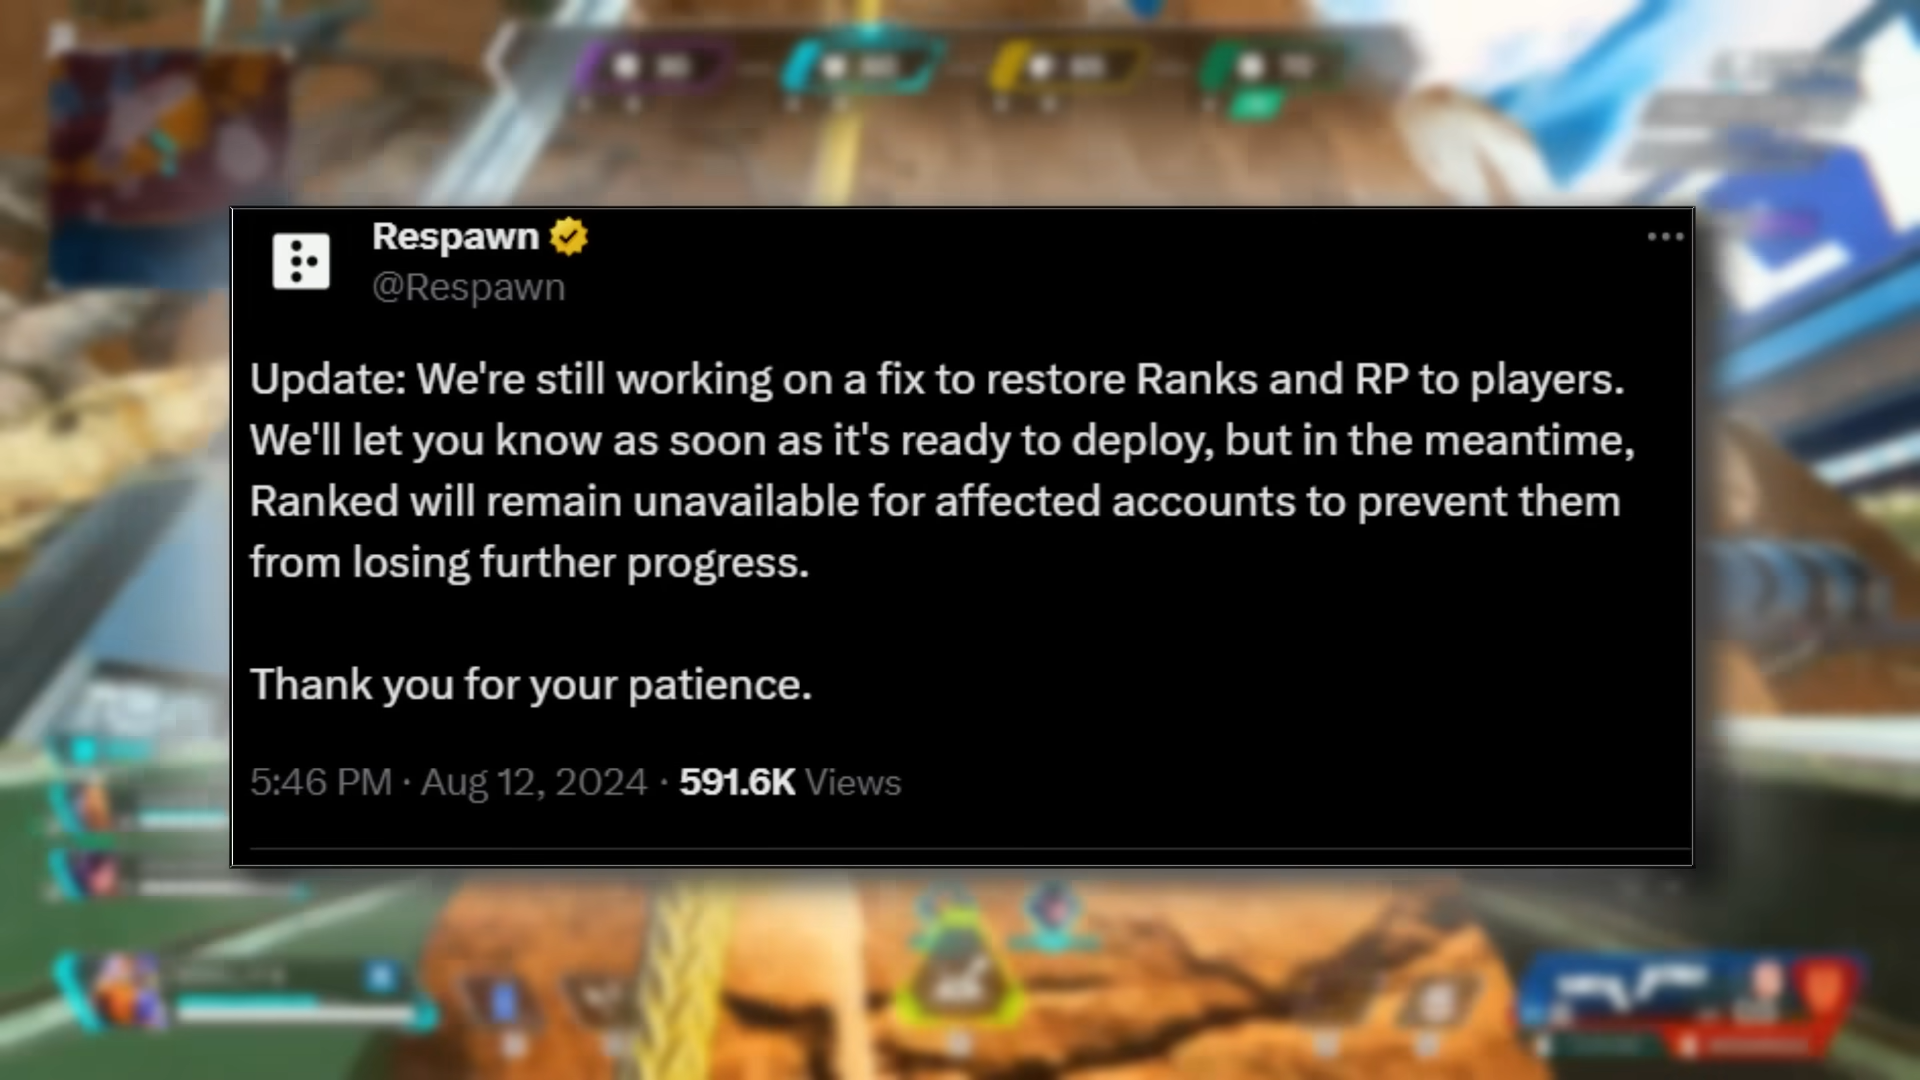 Respawn
@Respawn
Update: We're still working on a fix to restore Ranks and RP to players.
We'll let you know as soon as it's ready to deploy, but in the meantime,
Ranked will remain unavailable for affected accounts to prevent them
from losing further progress.
Thank you for your patience.
5:46 PM · Aug 12, 2024 · 591.6K Views